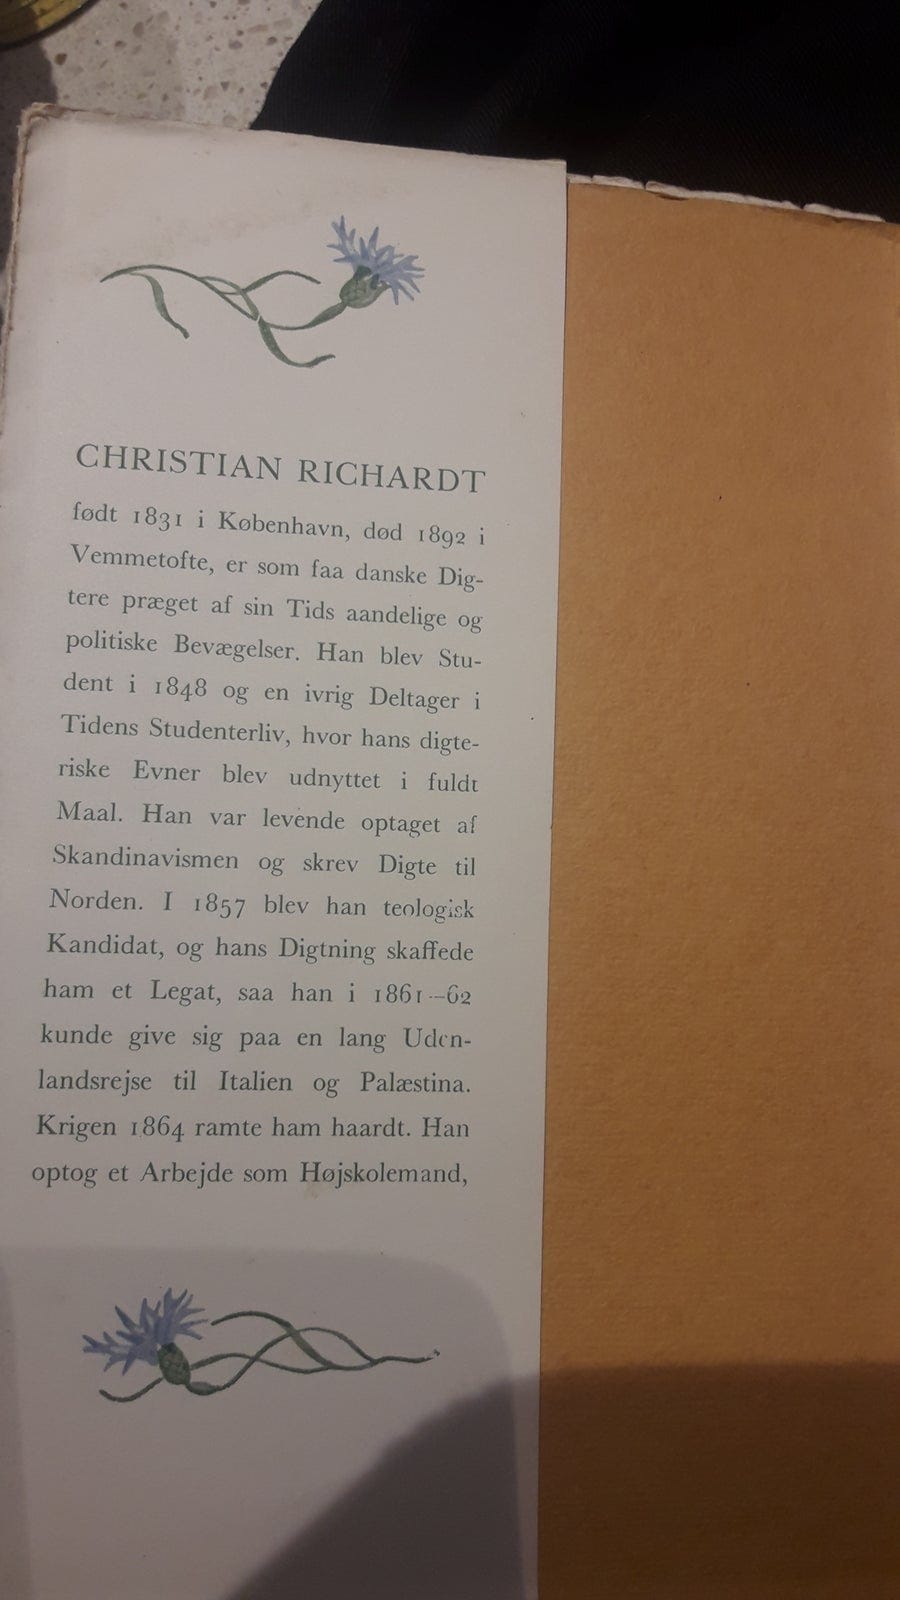 CHRISTIAN RICHARDT
født 1831 i København, død 1892 i
Vemmetofte, er som faa danske Dig-
tere præget af sin Tids aandelige og
politiske Bevægelser. Han blev Stu-
dent i 1848 og en ivrig Deltager i
Tidens Studenterliv, hvor hans digte-
riske Evner blev udnyttet i fuldt
Maal. Han var levende optaget af
Skandinavismen og skrev Digte til
Norden. I 1857 blev han teologisk
Kandidat, og hans Digtning skaffede
ham et Legat, saa han i 1861-62
kunde give sig paa en lang Uden-
landsrejse til Italien og Palæstina.
Krigen 1864 ramte ham haardt. Han
optog et Arbejde som Højskolemand,